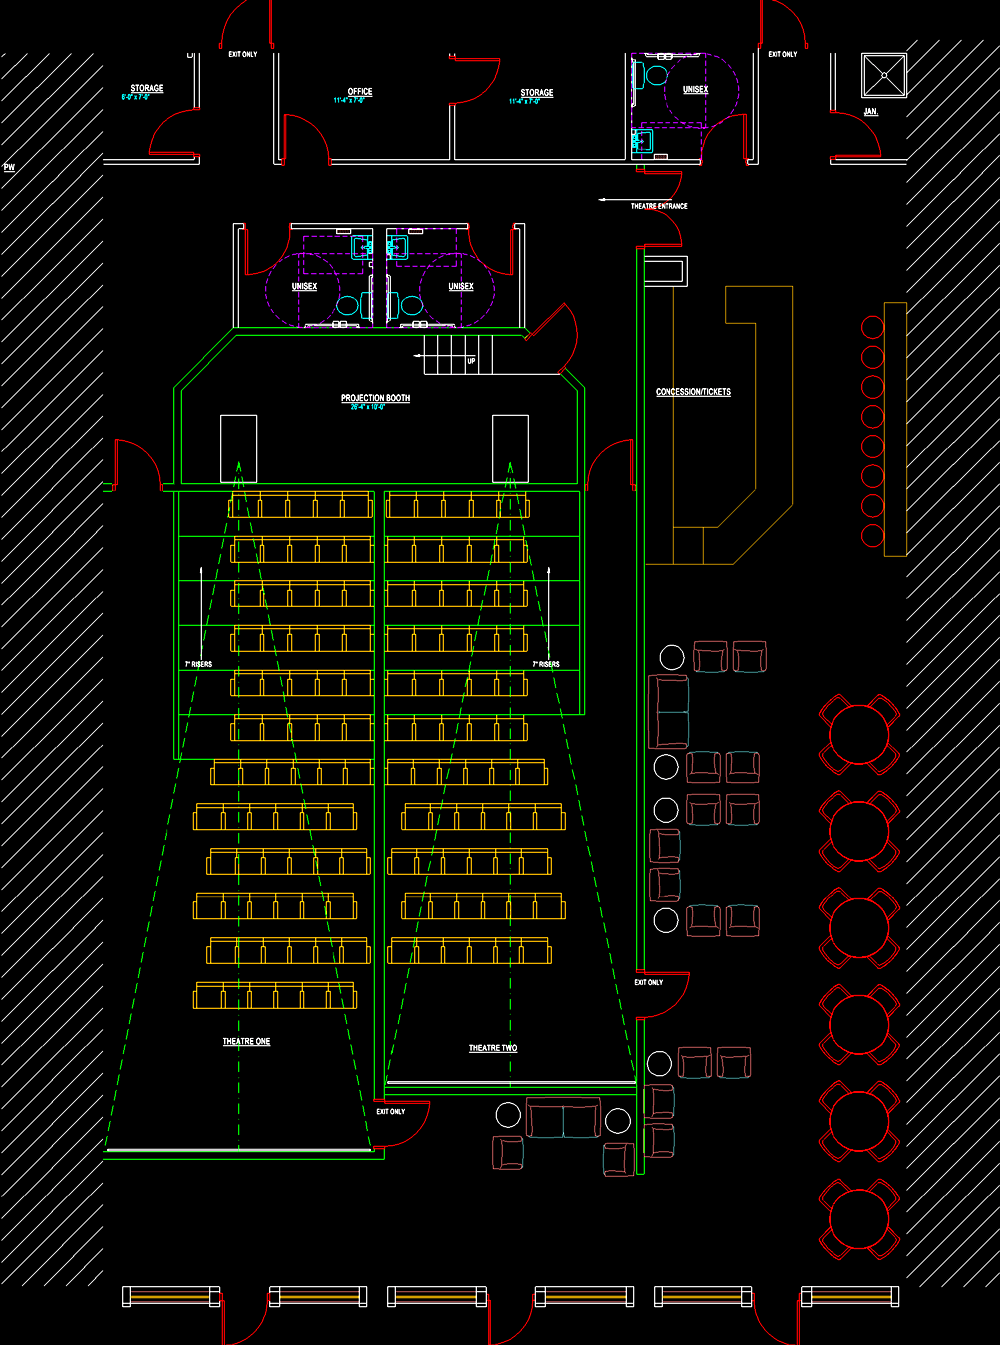 EXIT ONLY
EXIT ONLY
STORAGE
6'-0" x 7'-0"
OFFICE
11'-4" x 7'-0"
STORAGE
11'-4" x 7'-0"
UNISEX
JAN.
PW
THEATRE ENTRANCE
UNISEX
UNISEX
UP
PROJECTION BOOTH
26'-4" x 10'-0"
CONCESSION/TICKETS
7" RISERS
7" RISERS
EXIT ONLY
THEATRE ONE
THEATRE TWO
EXIT ONLY